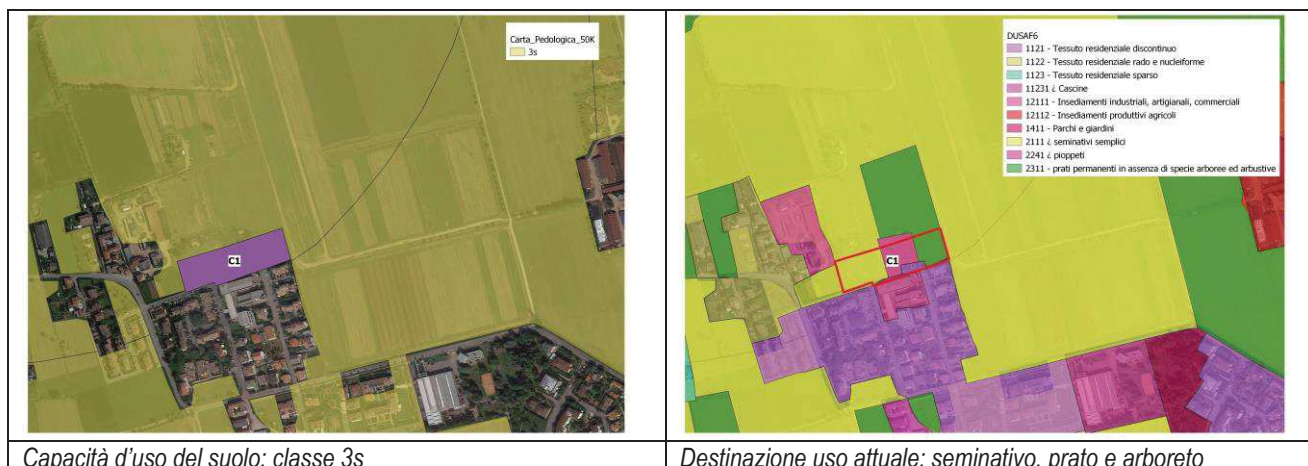 Carta_Pedologica_50K
3s
C1
DUSAF6
1121 - Tessuto residenziale discontinuo
1122 - Tessuto residenziale rado e nucleiforme
1123 - Tessuto residenziale sparso
11231 ¿ Cascine
12111 - Insediamenti industriali, artigianali, commerciali
12112 - Insediamenti produttivi agricoli
1411 - Parchi e giardini
2111 ¿ seminativi semplici
2241 ¿ pioppeti
2311 - prati permanenti in assenza di specie arboree ed arbustive
C1
Capacità d'uso del suolo: classe 3s
Destinazione uso attuale: seminativo, prato e arboreto